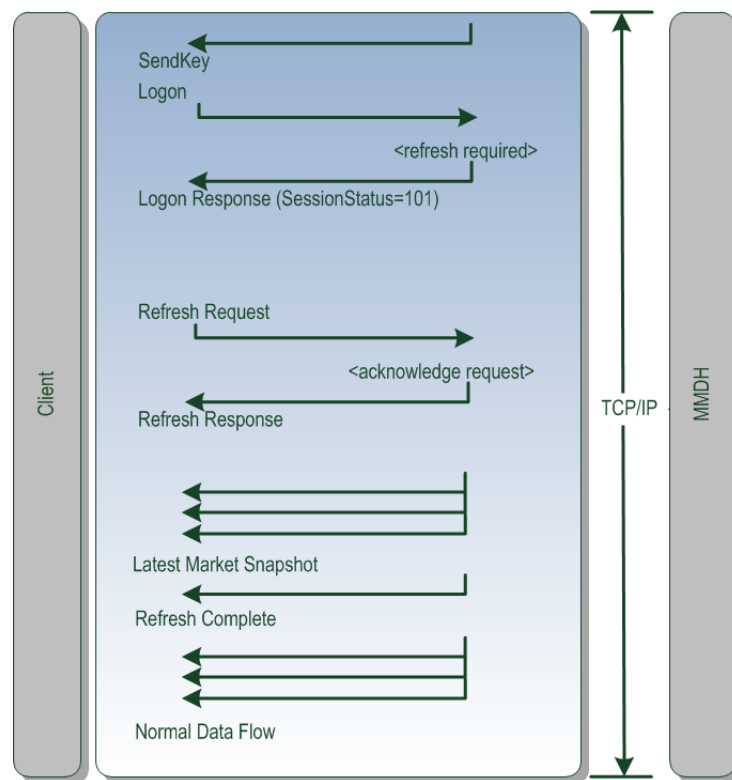 SendKey
Logon
<refresh required>
Logon Response (SessionStatus=101)
Refresh Request
<acknowledge request>
Refresh Response
Latest Market Snapshot
Refresh Complete
Normal Data Flow
Client
TCP/IP
MMDH